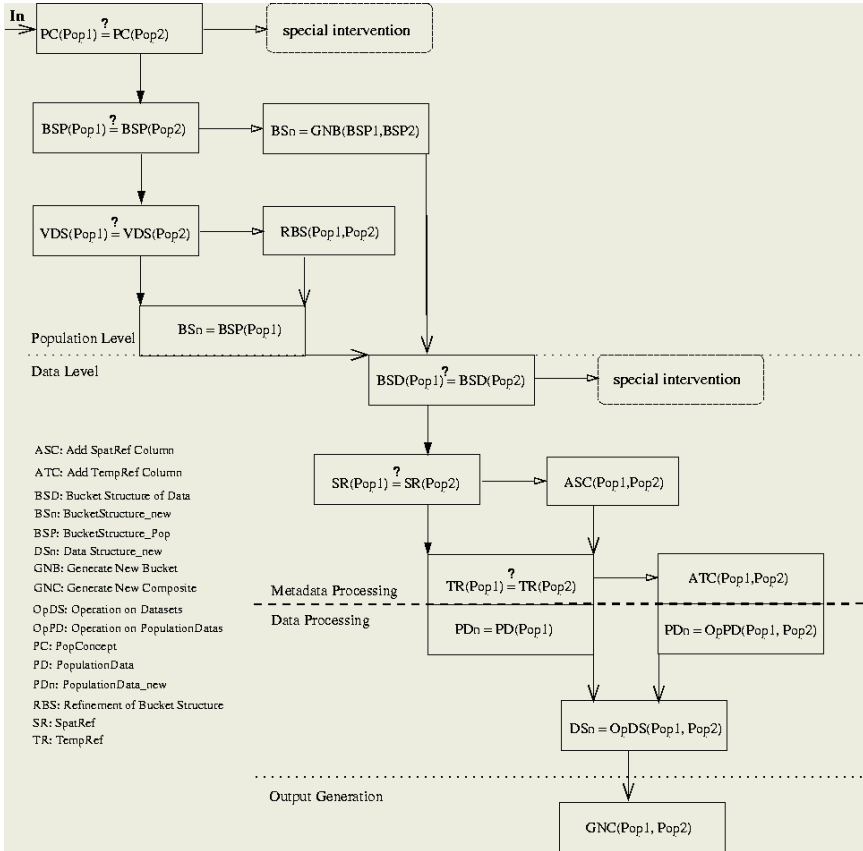 In
PC(Pop1) ?= PC(Pop2)
special intervention
BSP(Pop1) ?= BSP(Pop2)
BSn = GNB(BSP1,BSP2)
VDS(Pop1) ?= VDS(Pop2)
RBS(Pop1,Pop2)
BSn = BSP(Pop1)
Population Level
Data Level
BSD(Pop1) ?= BSD(Pop2)
special intervention
SR(Pop1) ?= SR(Pop2)
ASC(Pop1,Pop2)
TR(Pop1) ?= TR(Pop2)
ATC(Pop1,Pop2)
Metadata Processing
Data Processing
PDn = PD(Pop1)
PDn = OpPD(Pop1, Pop2)
DSn = OpDS(Pop1, Pop2)
Output Generation
GNC(Pop1, Pop2)
ASC: Add SpatRef Column
ATC: Add TempRef Column
BSD: Bucket Structure of Data
BSn: BucketStructure_new
BSP: BucketStructure_Pop
DSn: Data Structure_new
GNB: Generate New Bucket
GNC: Generate New Composite
OpDS: Operation on Datasets
OpPD: Operation on PopulationDatas
PC: PopConcept
PD: PopulationData
PDn: PopulationData_new
RBS: Refinement of Bucket Structure
SR: SpatRef
TR: TempRef